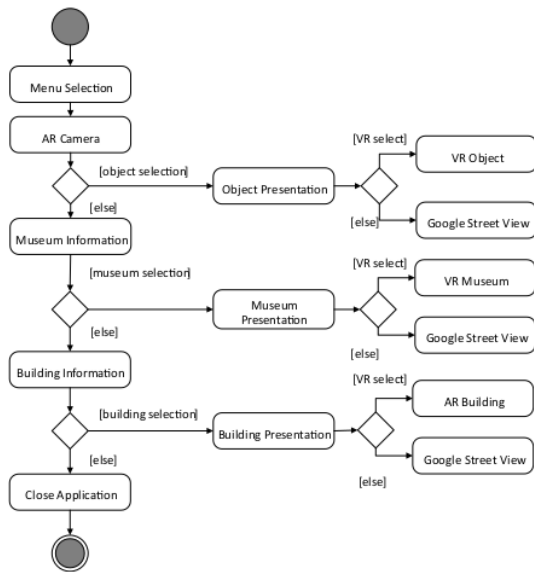 Menu Selection
AR Camera
[object selection]
[else]
Object Presentation
[VR select]
VR Object
[else]
Google Street View
Museum Information
[museum selection]
[else]
Museum
Presentation
[VR select]
VR Museum
[else]
Google Street View
Building Information
[building selection]
[else]
Building Presentation
[VR select]
AR Building
[else]
Google Street View
Close Application